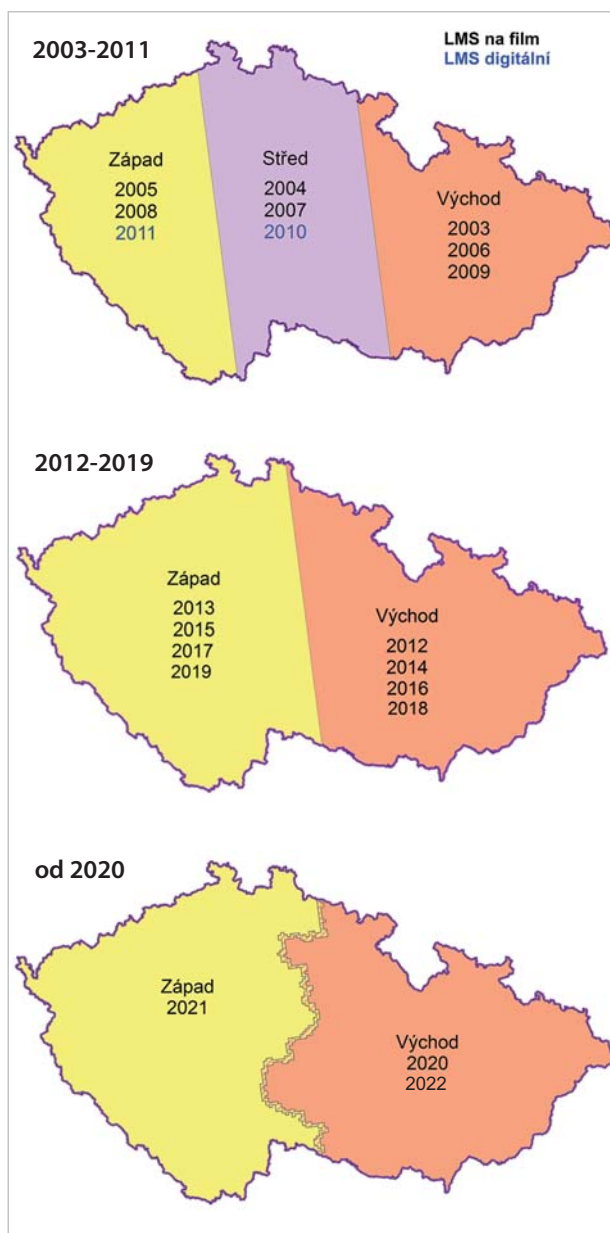 2003-2011
LMS na film
LMS digitální
Západ
2005
2008
2011
Střed
2004
2007
2010
Východ
2003
2006
2009
2012-2019
Západ
2013
2015
2017
2019
Východ
2012
2014
2016
2018
od 2020
Západ
2021
Východ
2020
2022